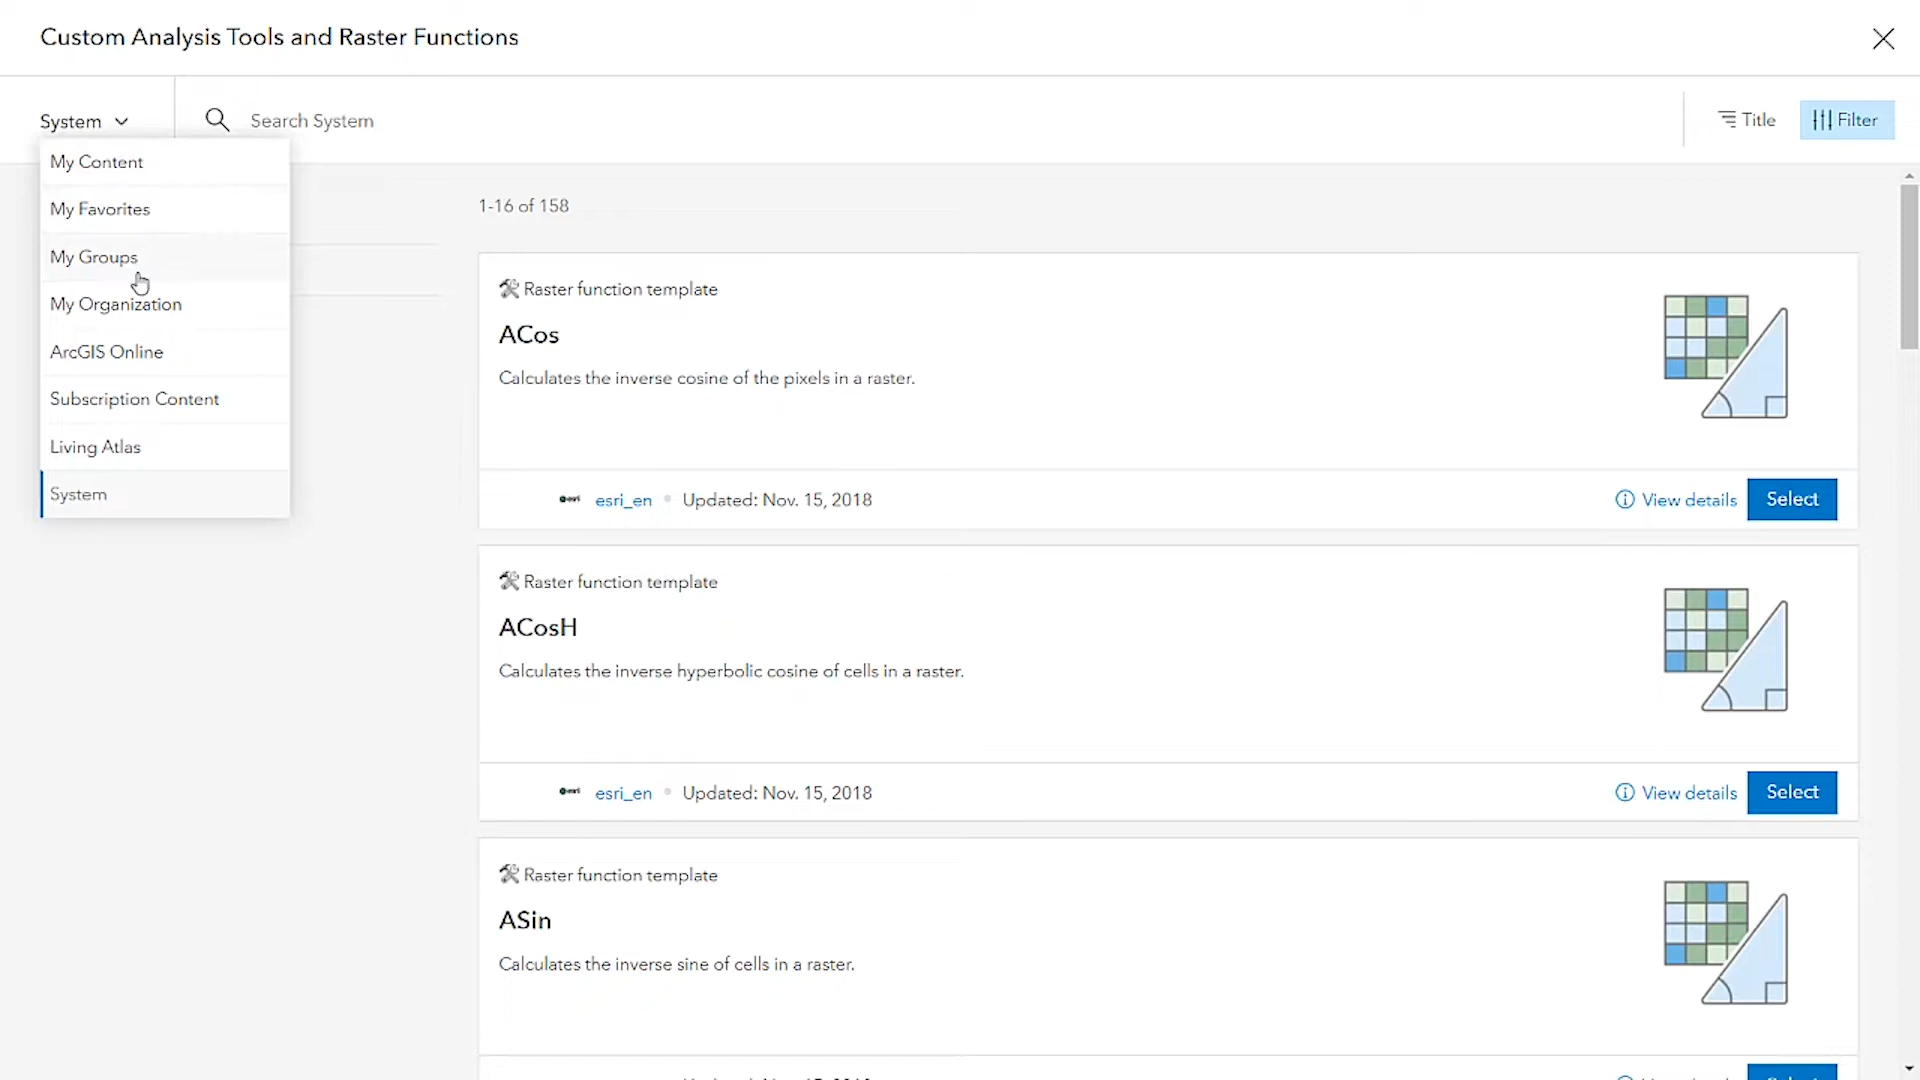 Custom Analysis Tools and Raster Functions
System
Search System
Title
Filter
My Content
My Favorites
My Groups
My Organization
ArcGIS Online
Subscription Content
Living Atlas
System
1-16 of 158
Raster function template
ACos
Calculates the inverse cosine of the pixels in a raster.
esri
esri_en
Updated: Nov. 15, 2018
View details
Select
Raster function template
ACosH
Calculates the inverse hyperbolic cosine of cells in a raster.
esri
esri_en
Updated: Nov. 15, 2018
View details
Select
Raster function template
ASin
Calculates the inverse sine of cells in a raster.